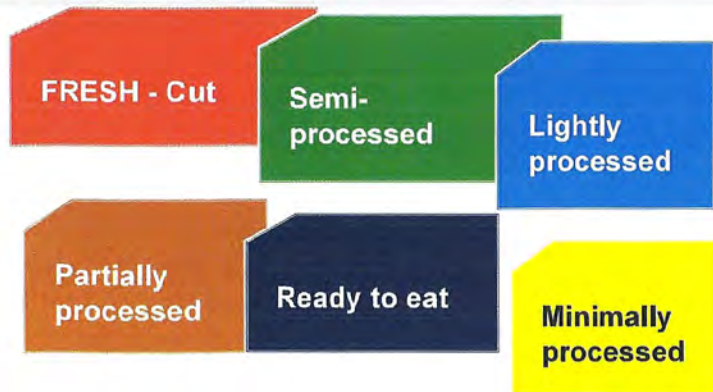 FRESH - Cut
Semi-
processed
Lightly
processed
Partially
processed
Ready to eat
Minimally
processed